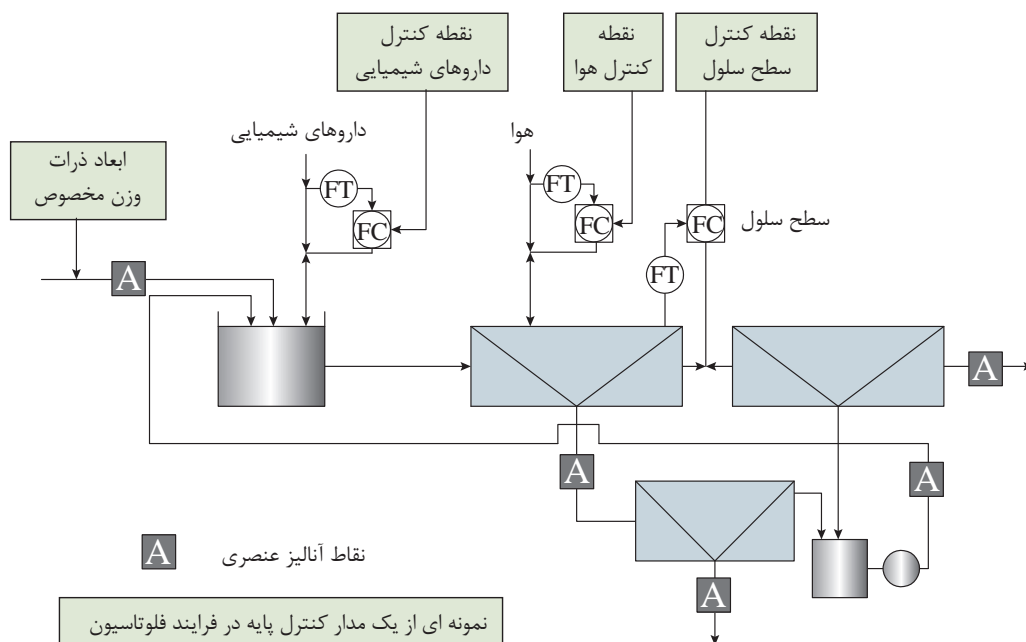 نقطه کنترل
سطح سلول
نقطه
کنترل هوا
نقطه کنترل
داروهای شیمیایی
هوا
داروهای شیمیایی
ابعاد ذرات
وزن مخصوص
FT
FC
FT
FC
FC
سطح سلول
FT
A
A
A
A
A
A
نقاط آنالیز عنصری
نمونه ای از یک مدار کنترل پایه در فرایند فلوتاسیون